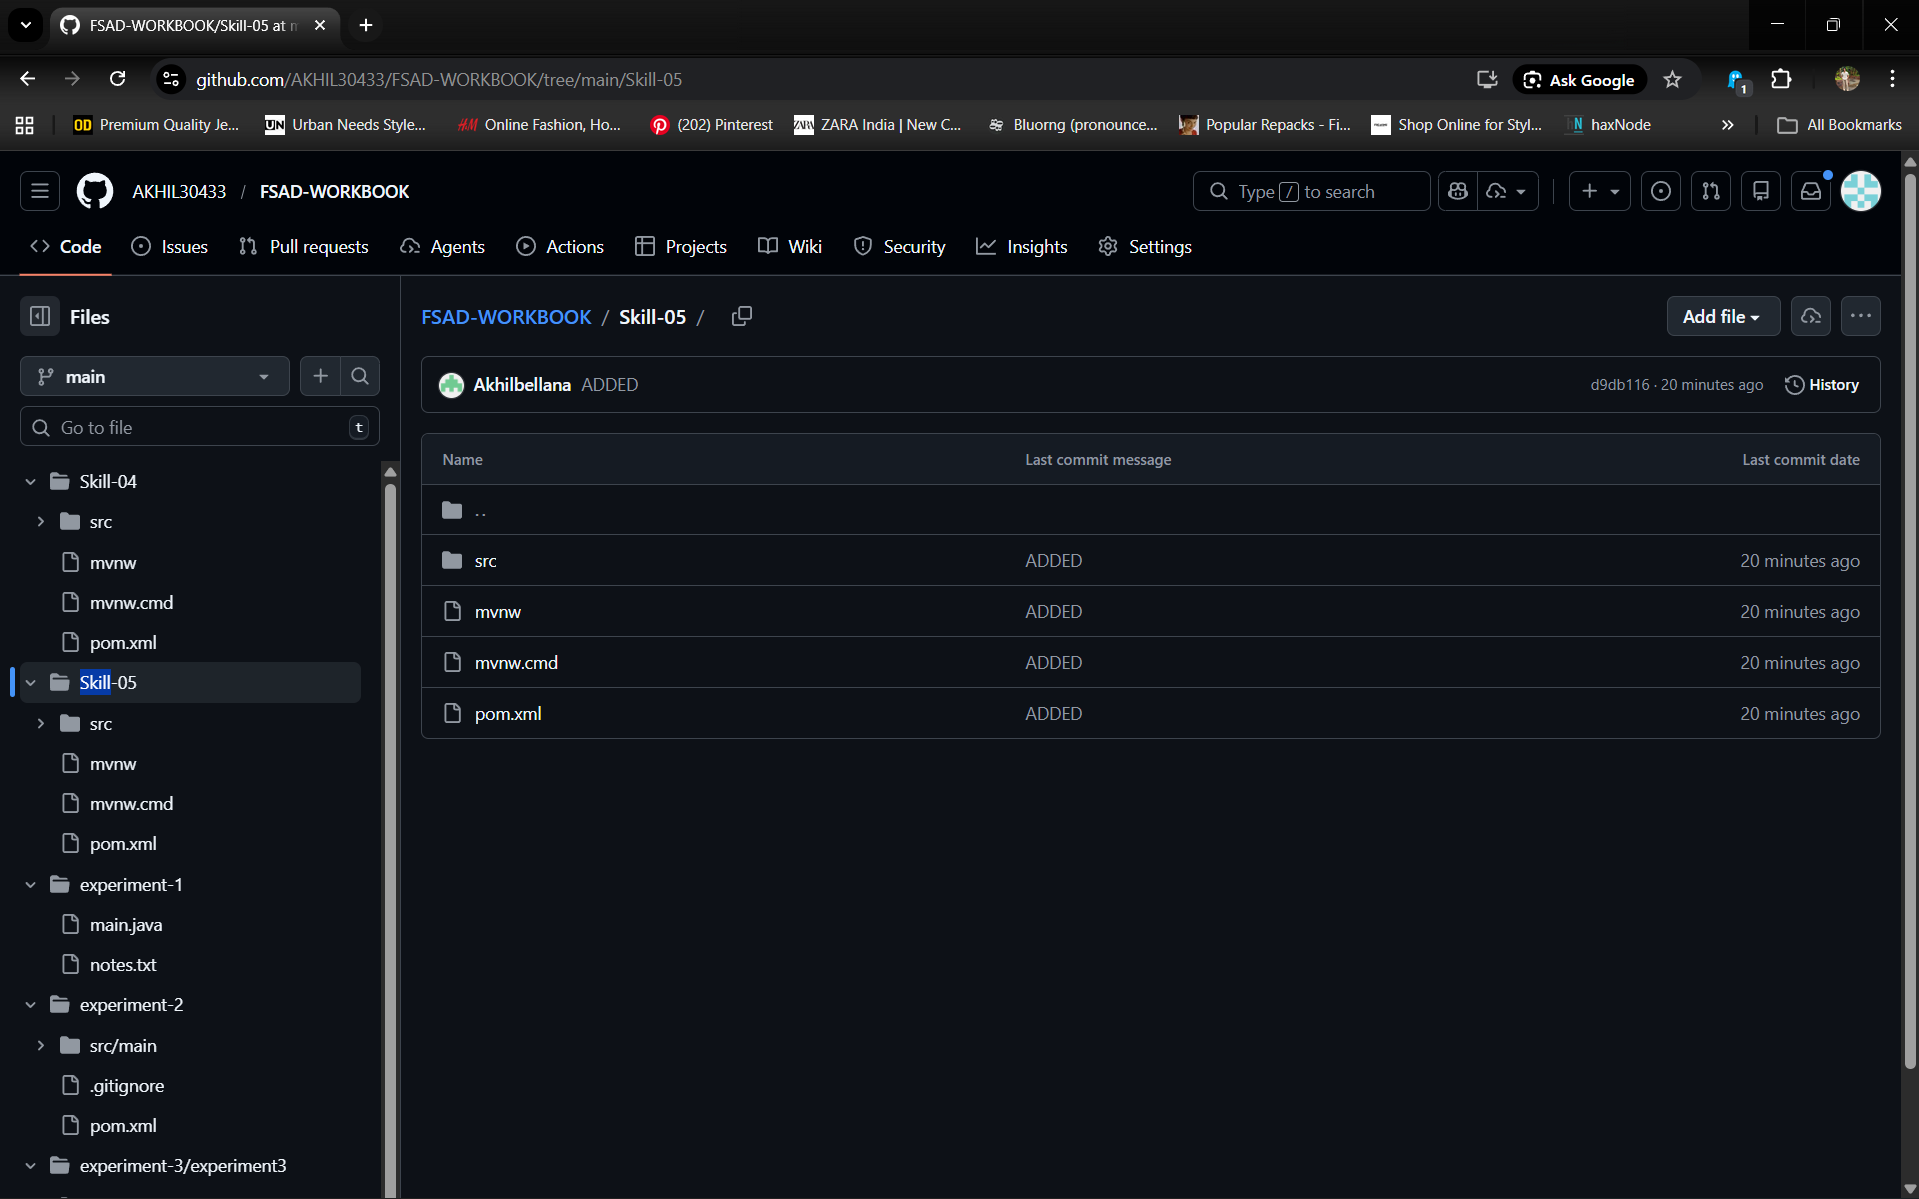 FSAD-WORKBOOK/Skill-05 at m
github.com/AKHIL30433/FSAD-WORKBOOK/tree/main/Skill-05
Ask Google
1
OD Premium Quality Je...
UN Urban Needs Style...
H&M Online Fashion, Ho...
(202) Pinterest
ZARA ZARA India | New C...
Bluorng (pronounce...
Popular Repacks - Fi...
Shop Online for Styl...
N haxNode
All Bookmarks
AKHIL30433 / FSAD-WORKBOOK
Type / to search
Code
Issues
Pull requests
Agents
Actions
Projects
Wiki
Security
Insights
Settings
Files
main
Go to file
t
Skill-04
src
mvnw
mvnw.cmd
pom.xml
Skill-05
src
mvnw
mvnw.cmd
pom.xml
experiment-1
main.java
notes.txt
experiment-2
src/main
.gitignore
pom.xml
experiment-3/experiment3
FSAD-WORKBOOK / Skill-05 /
Add file
Akhilbellana ADDED
d9db116 · 20 minutes ago
History
Name Last commit message Last commit date
..
src ADDED 20 minutes ago
mvnw ADDED 20 minutes ago
mvnw.cmd ADDED 20 minutes ago
pom.xml ADDED 20 minutes ago